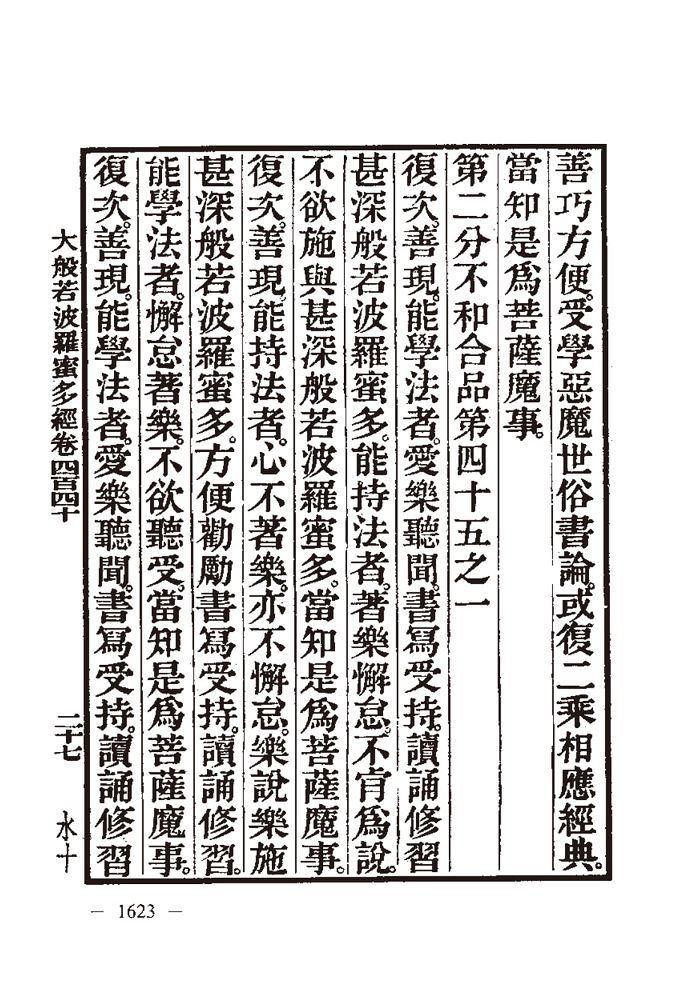 善巧方便。受學惡魔世俗書論。或復二乘相應經典。
當知是爲菩薩魔事。
第二分不和合品第四十五之一
復次。善現。能學法者。愛樂聽聞。書寫受持。讀誦修習
甚深般若波羅蜜多。能持法者。著樂懈怠。不肯爲說。
不欲施與甚深般若波羅蜜多。當知是爲菩薩魔事。
復次。善現。能持法者。心不著樂。亦不懈怠。樂說樂施
甚深般若波羅蜜多。方便勸勵書寫受持。讀誦修習。
能學法者。懈怠著樂。不欲聽受。當知是爲菩薩魔事。
復次。善現。能學法者。愛樂聽聞。書寫受持。讀誦修習
大般若波羅蜜多經卷四百四十 二十七 水十
— 1623 —